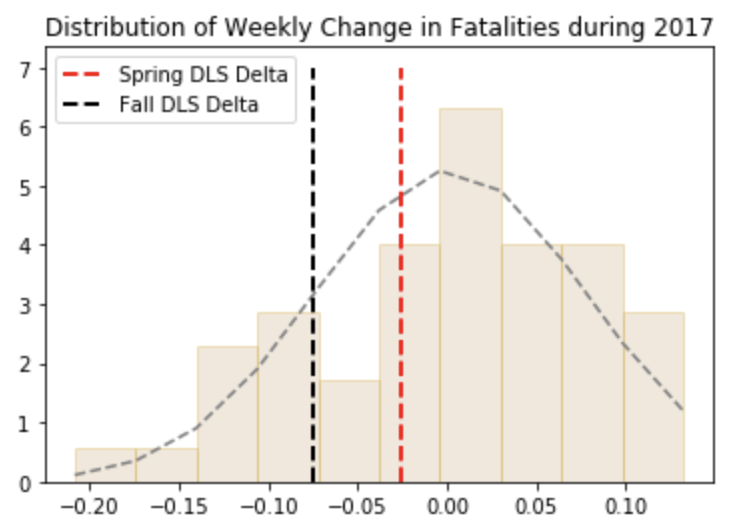 Distribution of Weekly Change in Fatalities during 2017
Spring DLS Delta
Fall DLS Delta
7
6
5
4
3
2
1
0
−0.20 −0.15 −0.10 −0.05 0.00 0.05 0.10